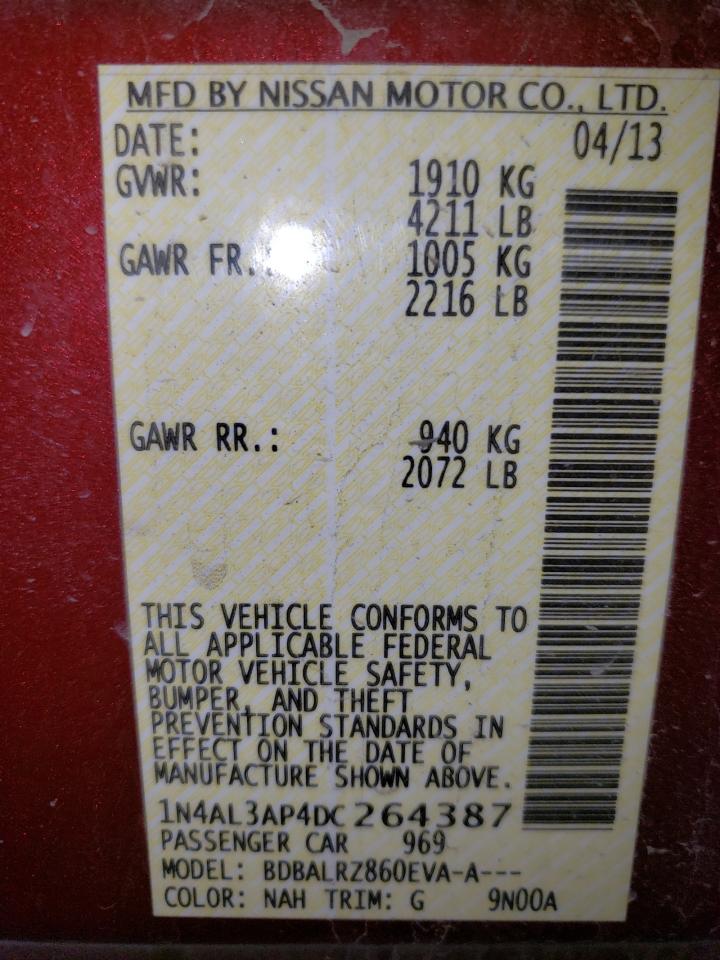 MFD BY NISSAN MOTOR CO., LTD.
DATE: 04/13
GVWR: 1910 KG
4211 LB
GAWR FR.: 1005 KG
2216 LB
GAWR RR.: 940 KG
2072 LB
THIS VEHICLE CONFORMS TO
ALL APPLICABLE FEDERAL
MOTOR VEHICLE SAFETY,
BUMPER, AND THEFT
PREVENTION STANDARDS IN
EFFECT ON THE DATE OF
MANUFACTURE SHOWN ABOVE.
1N4AL3AP4DC264387
PASSENGER CAR 969
MODEL: BDBALRZ860EVA-A---
COLOR: NAH TRIM: G 9N00A